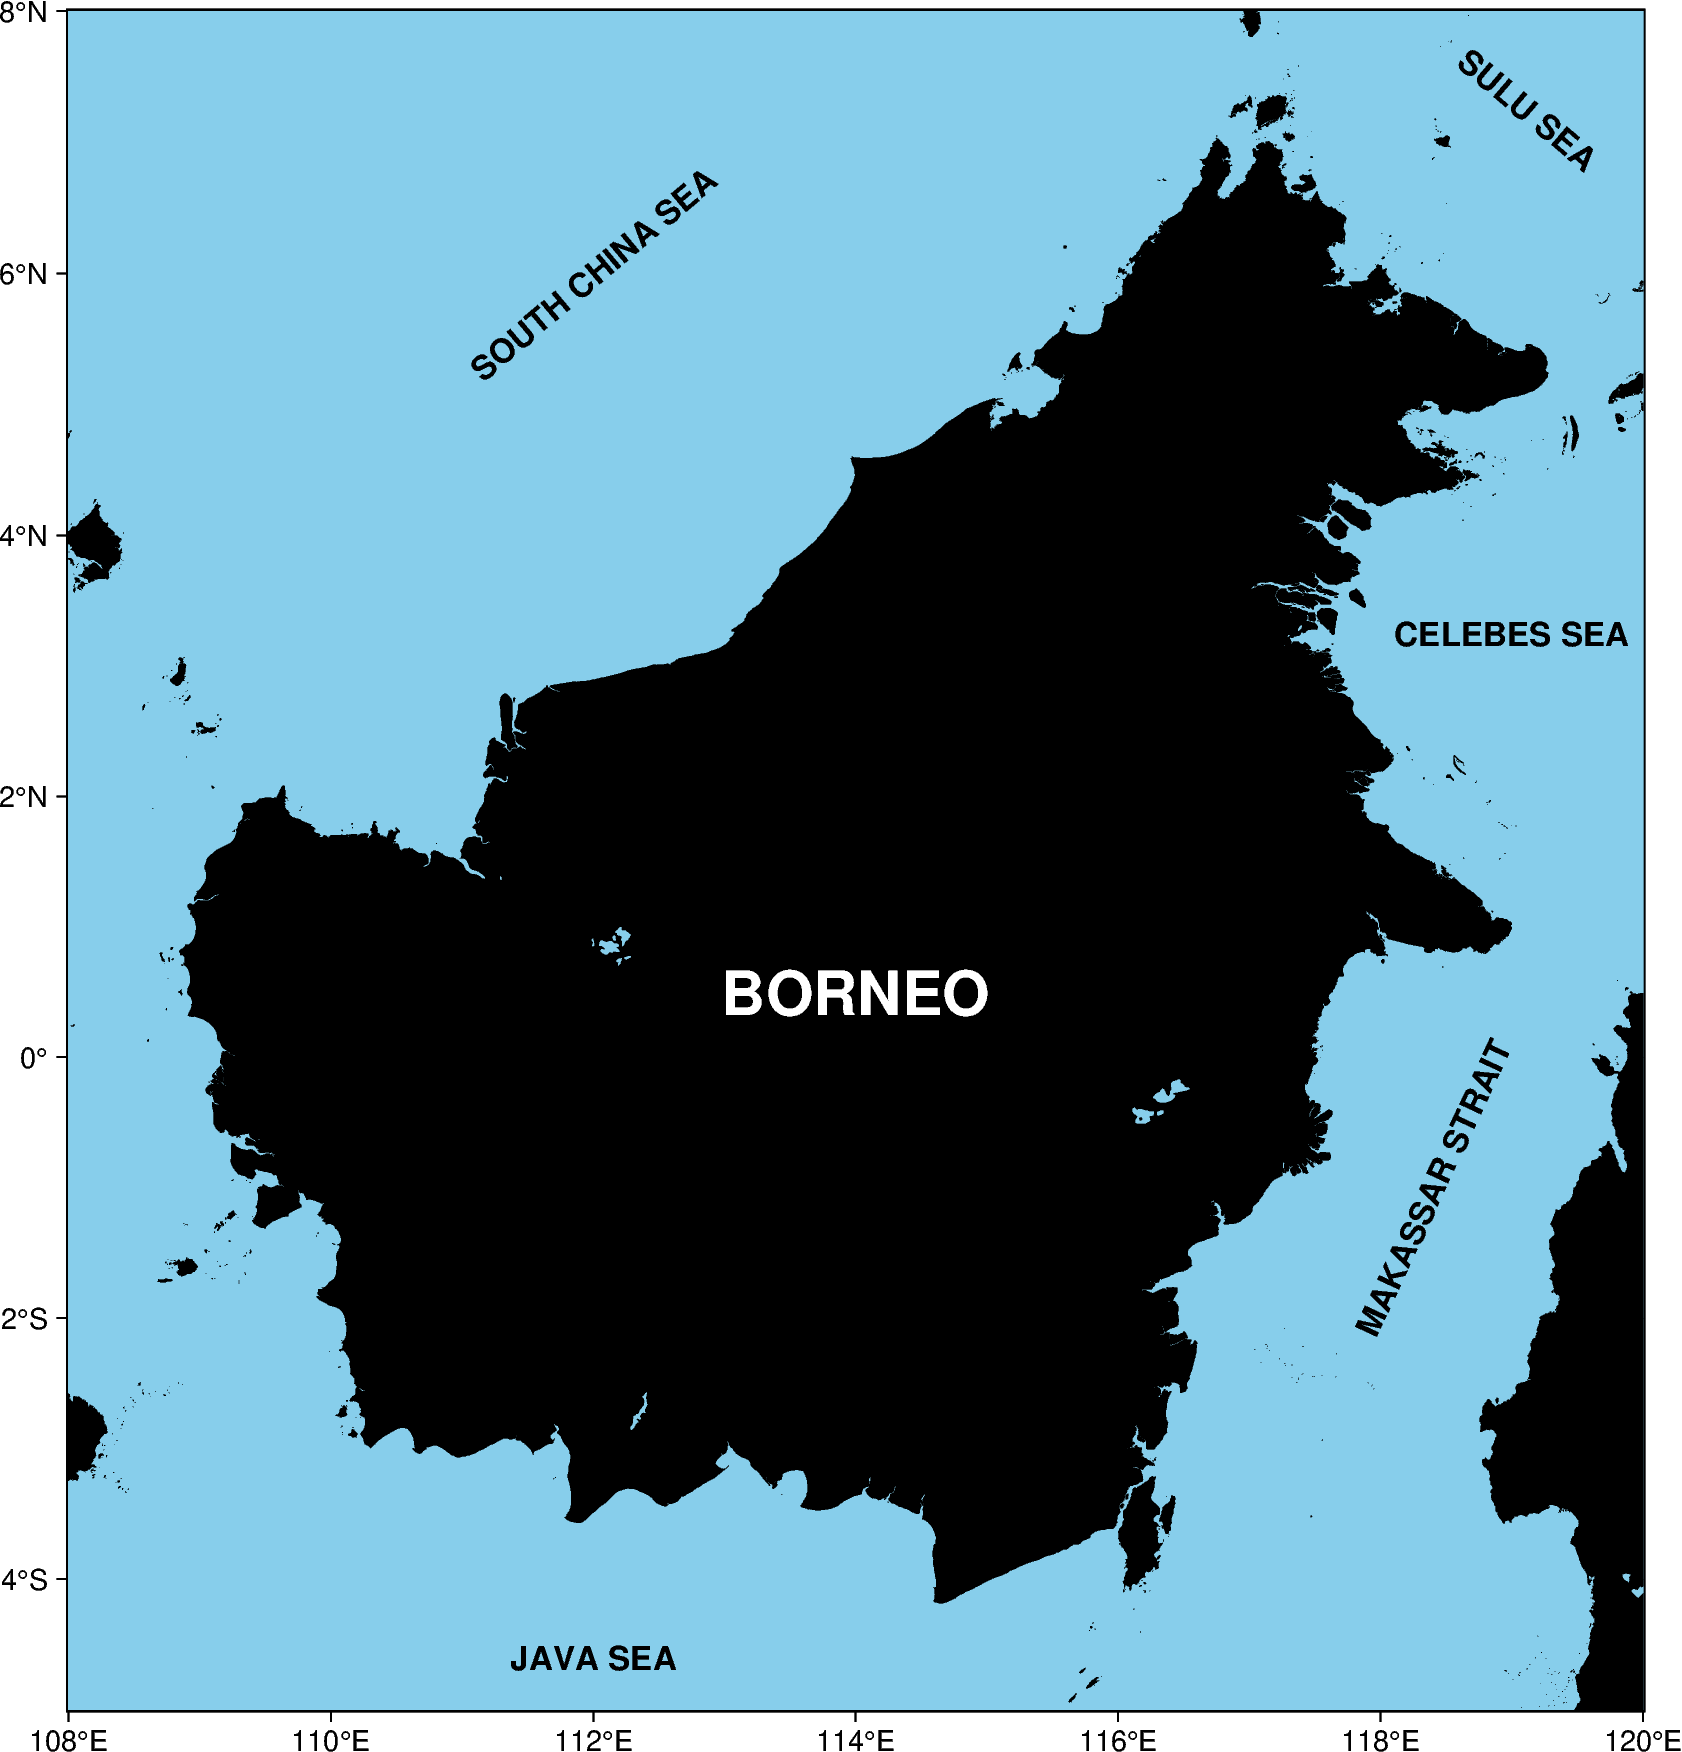 8°N
SULU SEA
SOUTH CHINA SEA
6°N
4°N
CELEBES SEA
2°N
BORNEO
0°
MAKASSAR STRAIT
2°S
4°S
JAVA SEA
108°E 110°E 112°E 114°E 116°E 118°E 120°E